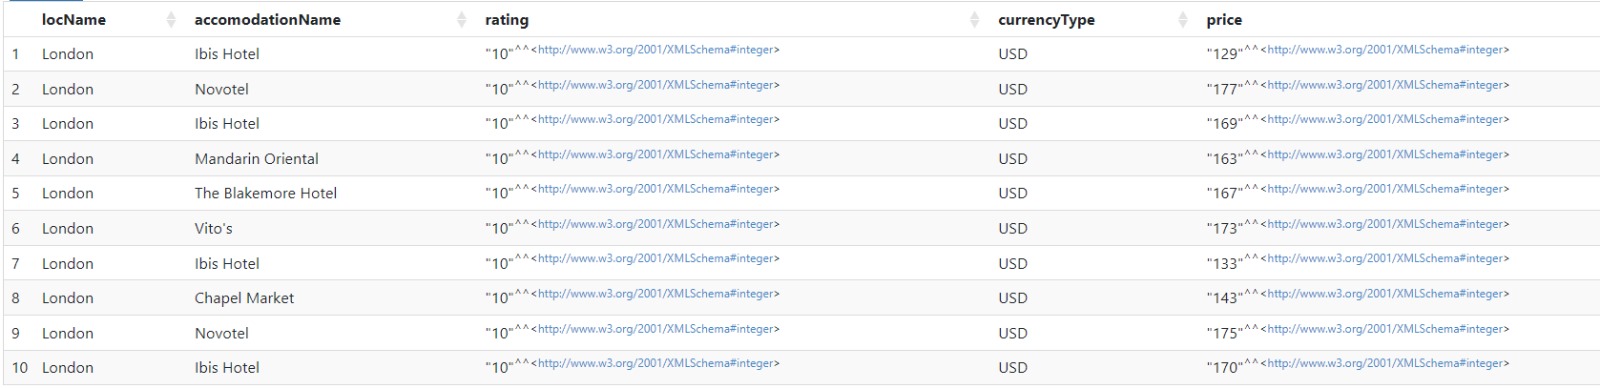 locName accomodationName rating currencyType price
1 London Ibis Hotel "10"^^<http://www.w3.org/2001/XMLSchema#integer> USD "129"^^<http://www.w3.org/2001/XMLSchema#integer>
2 London Novotel "10"^^<http://www.w3.org/2001/XMLSchema#integer> USD "177"^^<http://www.w3.org/2001/XMLSchema#integer>
3 London Ibis Hotel "10"^^<http://www.w3.org/2001/XMLSchema#integer> USD "169"^^<http://www.w3.org/2001/XMLSchema#integer>
4 London Mandarin Oriental "10"^^<http://www.w3.org/2001/XMLSchema#integer> USD "163"^^<http://www.w3.org/2001/XMLSchema#integer>
5 London The Blakemore Hotel "10"^^<http://www.w3.org/2001/XMLSchema#integer> USD "167"^^<http://www.w3.org/2001/XMLSchema#integer>
6 London Vito's "10"^^<http://www.w3.org/2001/XMLSchema#integer> USD "173"^^<http://www.w3.org/2001/XMLSchema#integer>
7 London Ibis Hotel "10"^^<http://www.w3.org/2001/XMLSchema#integer> USD "133"^^<http://www.w3.org/2001/XMLSchema#integer>
8 London Chapel Market "10"^^<http://www.w3.org/2001/XMLSchema#integer> USD "143"^^<http://www.w3.org/2001/XMLSchema#integer>
9 London Novotel "10"^^<http://www.w3.org/2001/XMLSchema#integer> USD "175"^^<http://www.w3.org/2001/XMLSchema#integer>
10 London Ibis Hotel "10"^^<http://www.w3.org/2001/XMLSchema#integer> USD "170"^^<http://www.w3.org/2001/XMLSchema#integer>